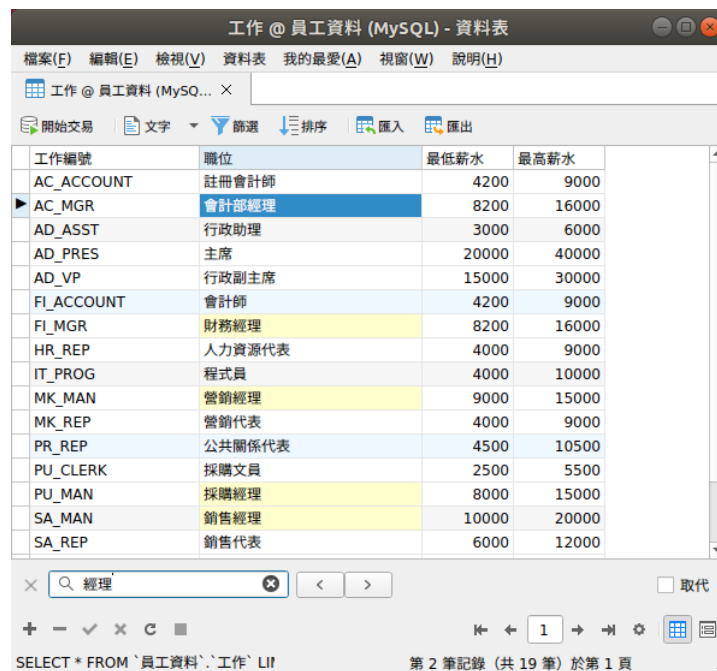 工作 @ 員工資料 (MySQL) - 資料表
檔案(F) 編輯(E) 檢視(V) 資料表 我的最愛(A) 視窗(W) 說明(H)
工作 @ 員工資料 (MySQ...
開始交易 文字 篩選 排序 匯入 匯出
工作編號 職位 最低薪水 最高薪水
AC_ACCOUNT 註冊會計師 4200 9000
AC_MGR 會計部經理 8200 16000
AD_ASST 行政助理 3000 6000
AD_PRES 主席 20000 40000
AD_VP 行政副主席 15000 30000
FI_ACCOUNT 會計師 4200 9000
FI_MGR 財務經理 8200 16000
HR_REP 人力資源代表 4000 9000
IT_PROG 程式員 4000 10000
MK_MAN 營銷經理 9000 15000
MK_REP 營銷代表 4000 9000
PR_REP 公共關係代表 4500 10500
PU_CLERK 採購文員 2500 5500
PU_MAN 採購經理 8000 15000
SA_MAN 銷售經理 10000 20000
SA_REP 銷售代表 6000 12000
經理 取代
1
SELECT * FROM `員工資料`.`工作` LI 第 2 筆記錄 (共 19 筆) 於第 1 頁